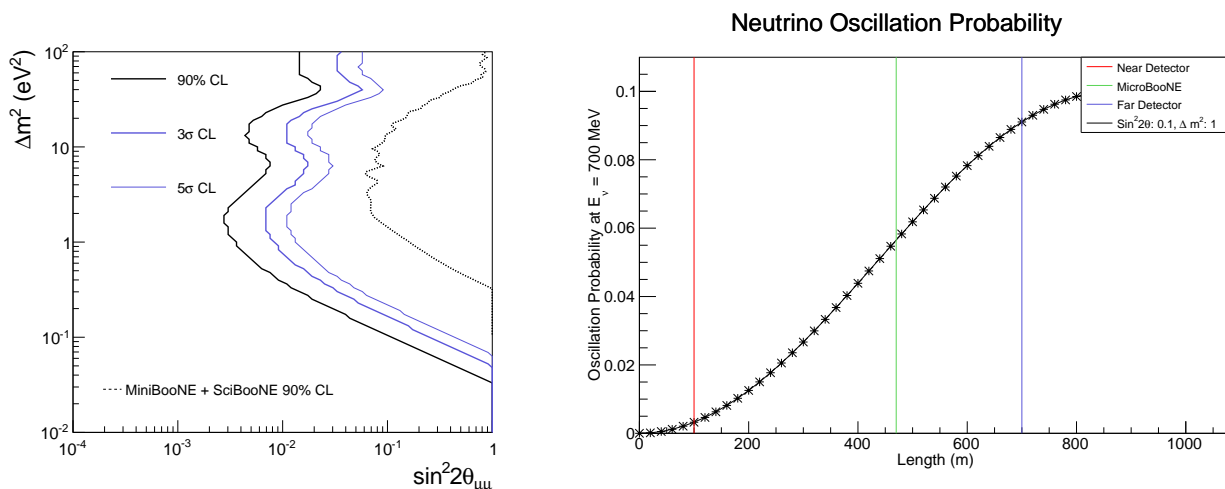 Δm² (eV²)
10²
10
1
10⁻¹
10⁻²
90% CL
3σ CL
5σ CL
MiniBooNE + SciBooNE 90% CL
10⁻⁴
10⁻³
10⁻²
10⁻¹
1
sin²2θ_μμ
Neutrino Oscillation Probability
Oscillation Probability at E_ν = 700 MeV
0.1
0.08
0.06
0.04
0.02
0
Near Detector
MicroBooNE
Far Detector
Sin²2θ: 0.1, Δ m²: 1
0
200
400
600
800
1000
Length (m)